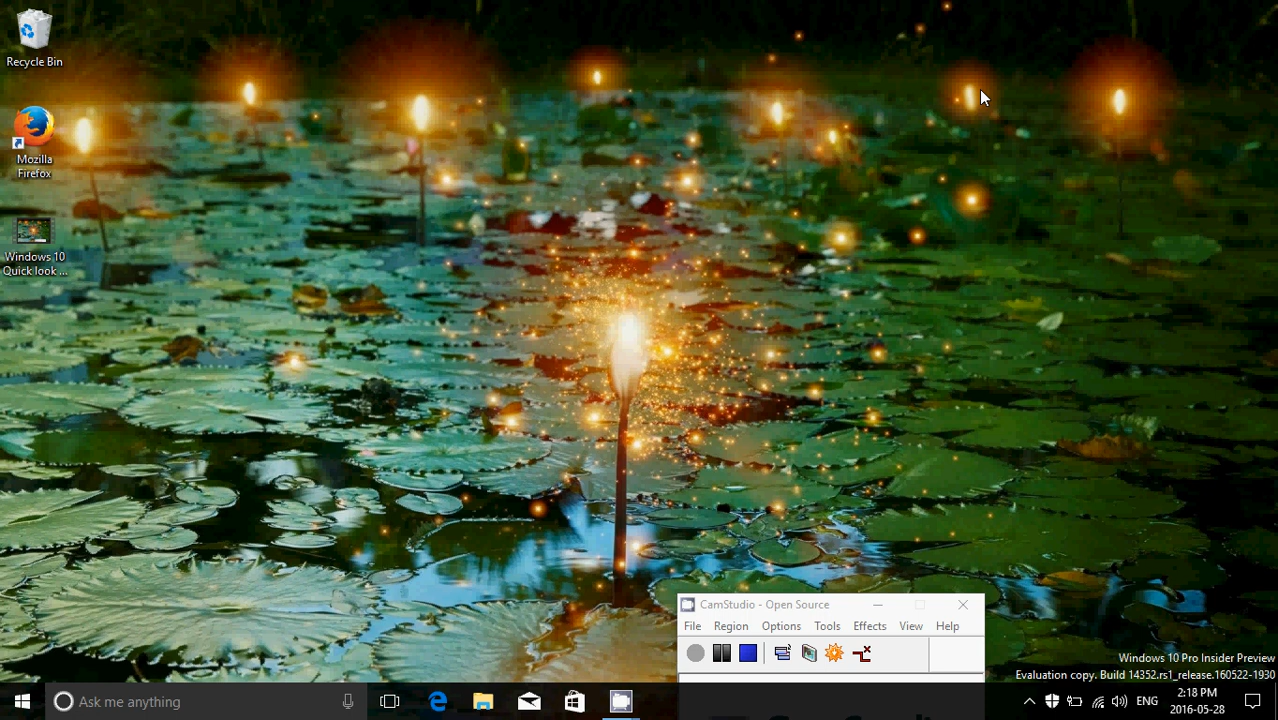 Recycle Bin
Mozilla
Firefox
Windows 10
Quick look ...
CamStudio - Open Source
File Region Options Tools Effects View Help
Windows 10 Pro Insider Preview
Evaluation copy. Build 14352.rs1_release.160522-1930
Ask me anything
ENG
2:18 PM
2016-05-28